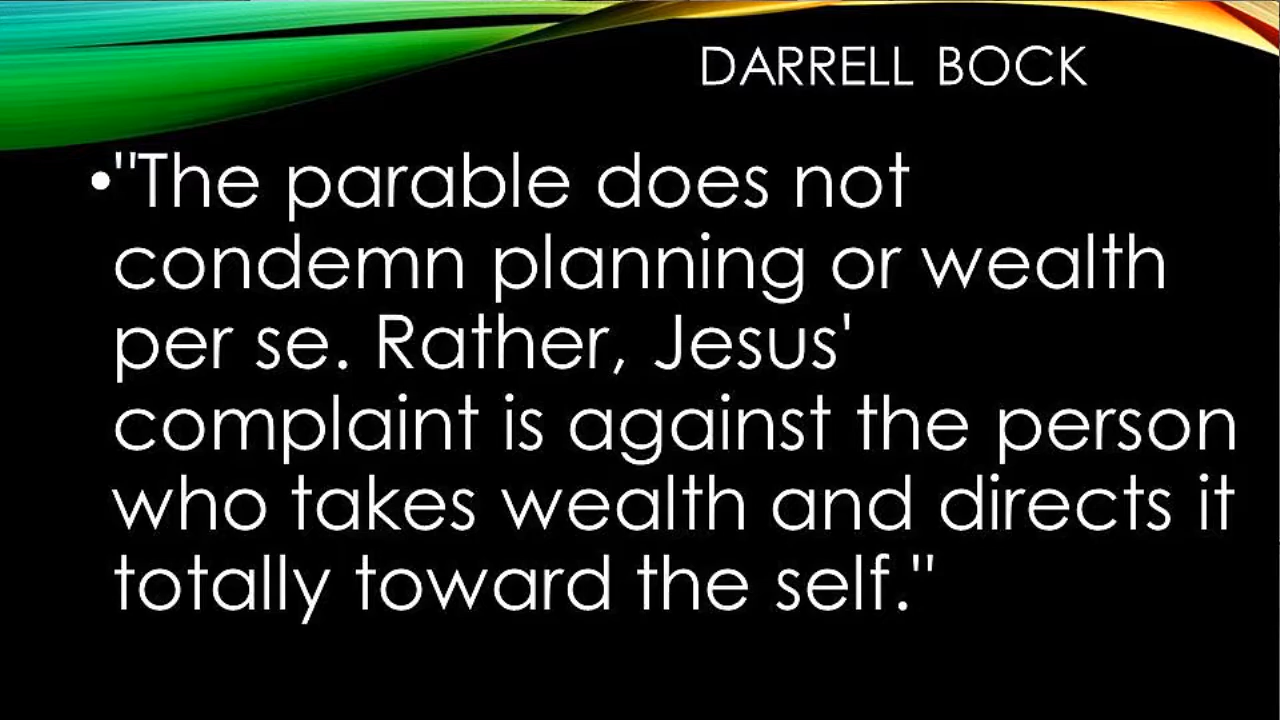 DARRELL BOCK
•"The parable does not
condemn planning or wealth
per se. Rather, Jesus'
complaint is against the person
who takes wealth and directs it
totally toward the self."